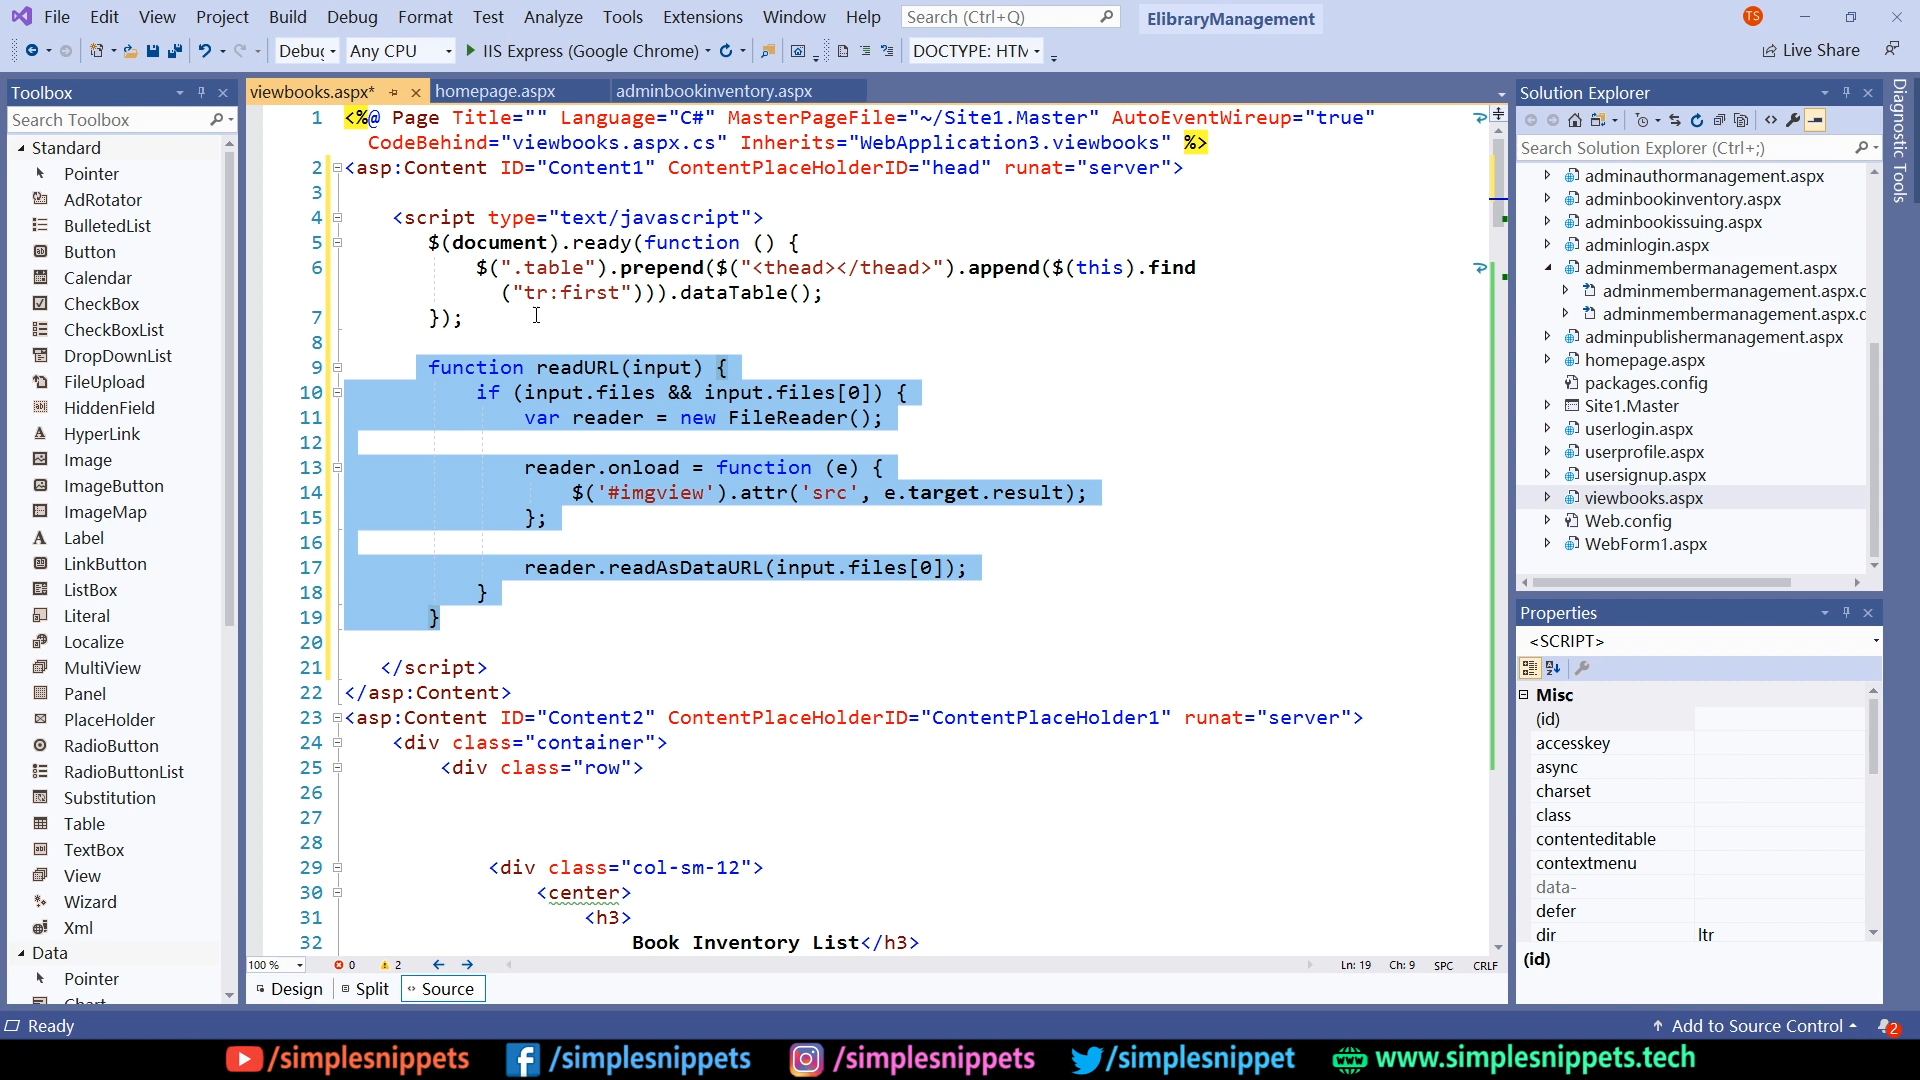 File Edit View Project Build Debug Format Test Analyze Tools Extensions Window Help Search (Ctrl+Q) ElibraryManagement TS
Debug Any CPU IIS Express (Google Chrome) DOCTYPE: HTM Live Share
Toolbox
Search Toolbox
Standard
Pointer
AdRotator
BulletedList
Button
Calendar
CheckBox
CheckBoxList
DropDownList
FileUpload
HiddenField
HyperLink
Image
ImageButton
ImageMap
Label
LinkButton
ListBox
Literal
Localize
MultiView
Panel
PlaceHolder
RadioButton
RadioButtonList
Substitution
Table
TextBox
View
Wizard
Xml
Data
Pointer
Chart
viewbooks.aspx* homepage.aspx adminbookinventory.aspx
1 <%@ Page Title="" Language="C#" MasterPageFile="~/Site1.Master" AutoEventWireup="true"
CodeBehind="viewbooks.aspx.cs" Inherits="WebApplication3.viewbooks" %>
2 <asp:Content ID="Content1" ContentPlaceHolderID="head" runat="server">
3
4 <script type="text/javascript">
5 $(document).ready(function () {
6 $(".table").prepend($("<thead></thead>").append($(this).find
("tr:first"))).dataTable();
7 });
8
9 function readURL(input) {
10 if (input.files && input.files[0]) {
11 var reader = new FileReader();
12
13 reader.onload = function (e) {
14 $('#imgview').attr('src', e.target.result);
15 };
16
17 reader.readAsDataURL(input.files[0]);
18 }
19 }
20
21 </script>
22 </asp:Content>
23 <asp:Content ID="Content2" ContentPlaceHolderID="ContentPlaceHolder1" runat="server">
24 <div class="container">
25 <div class="row">
26
27
28
29 <div class="col-sm-12">
30 <center>
31 <h3>
32 Book Inventory List</h3>
100 % 0 2 Ln: 19 Ch: 9 SPC CRLF
Design Split Source
Solution Explorer
Search Solution Explorer (Ctrl+;)
adminauthormanagement.aspx
adminbookinventory.aspx
adminbookissuing.aspx
adminlogin.aspx
adminmembermanagement.aspx
adminmembermanagement.aspx.c
adminmembermanagement.aspx.d
adminpublishermanagement.aspx
homepage.aspx
packages.config
Site1.Master
userlogin.aspx
userprofile.aspx
usersignup.aspx
viewbooks.aspx
Web.config
WebForm1.aspx
Properties
<SCRIPT>
Misc
(id)
accesskey
async
charset
class
contenteditable
contextmenu
data-
defer
dir ltr
(id)
Diagnostic Tools
Ready Add to Source Control 2
/simplesnippets /simplesnippets /simplesnippets /simplesnippets www.simplesnippets.tech